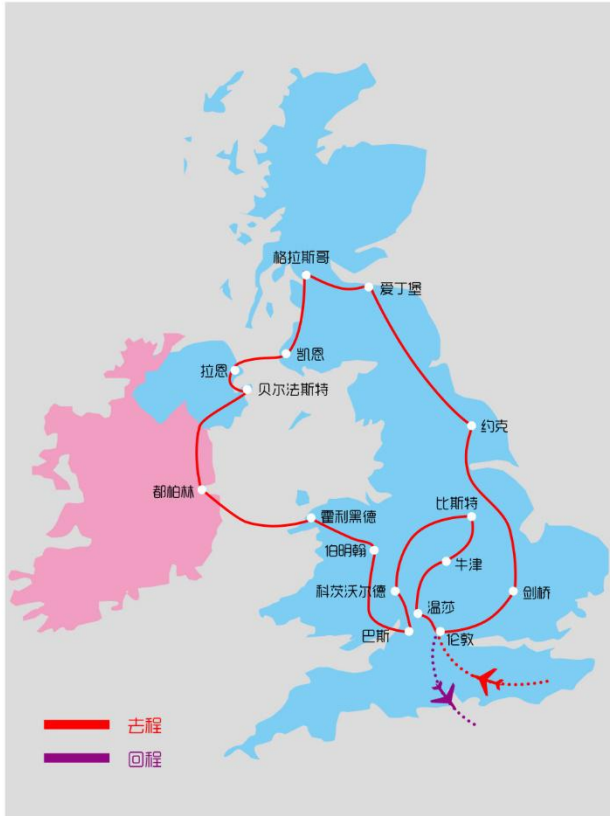 格拉斯哥
爱丁堡
凯恩
拉恩
贝尔法斯特
约克
都柏林
比斯特
霍利黑德
伯明翰
牛津
科茨沃尔德
剑桥
温莎
巴斯
伦敦
去程
回程